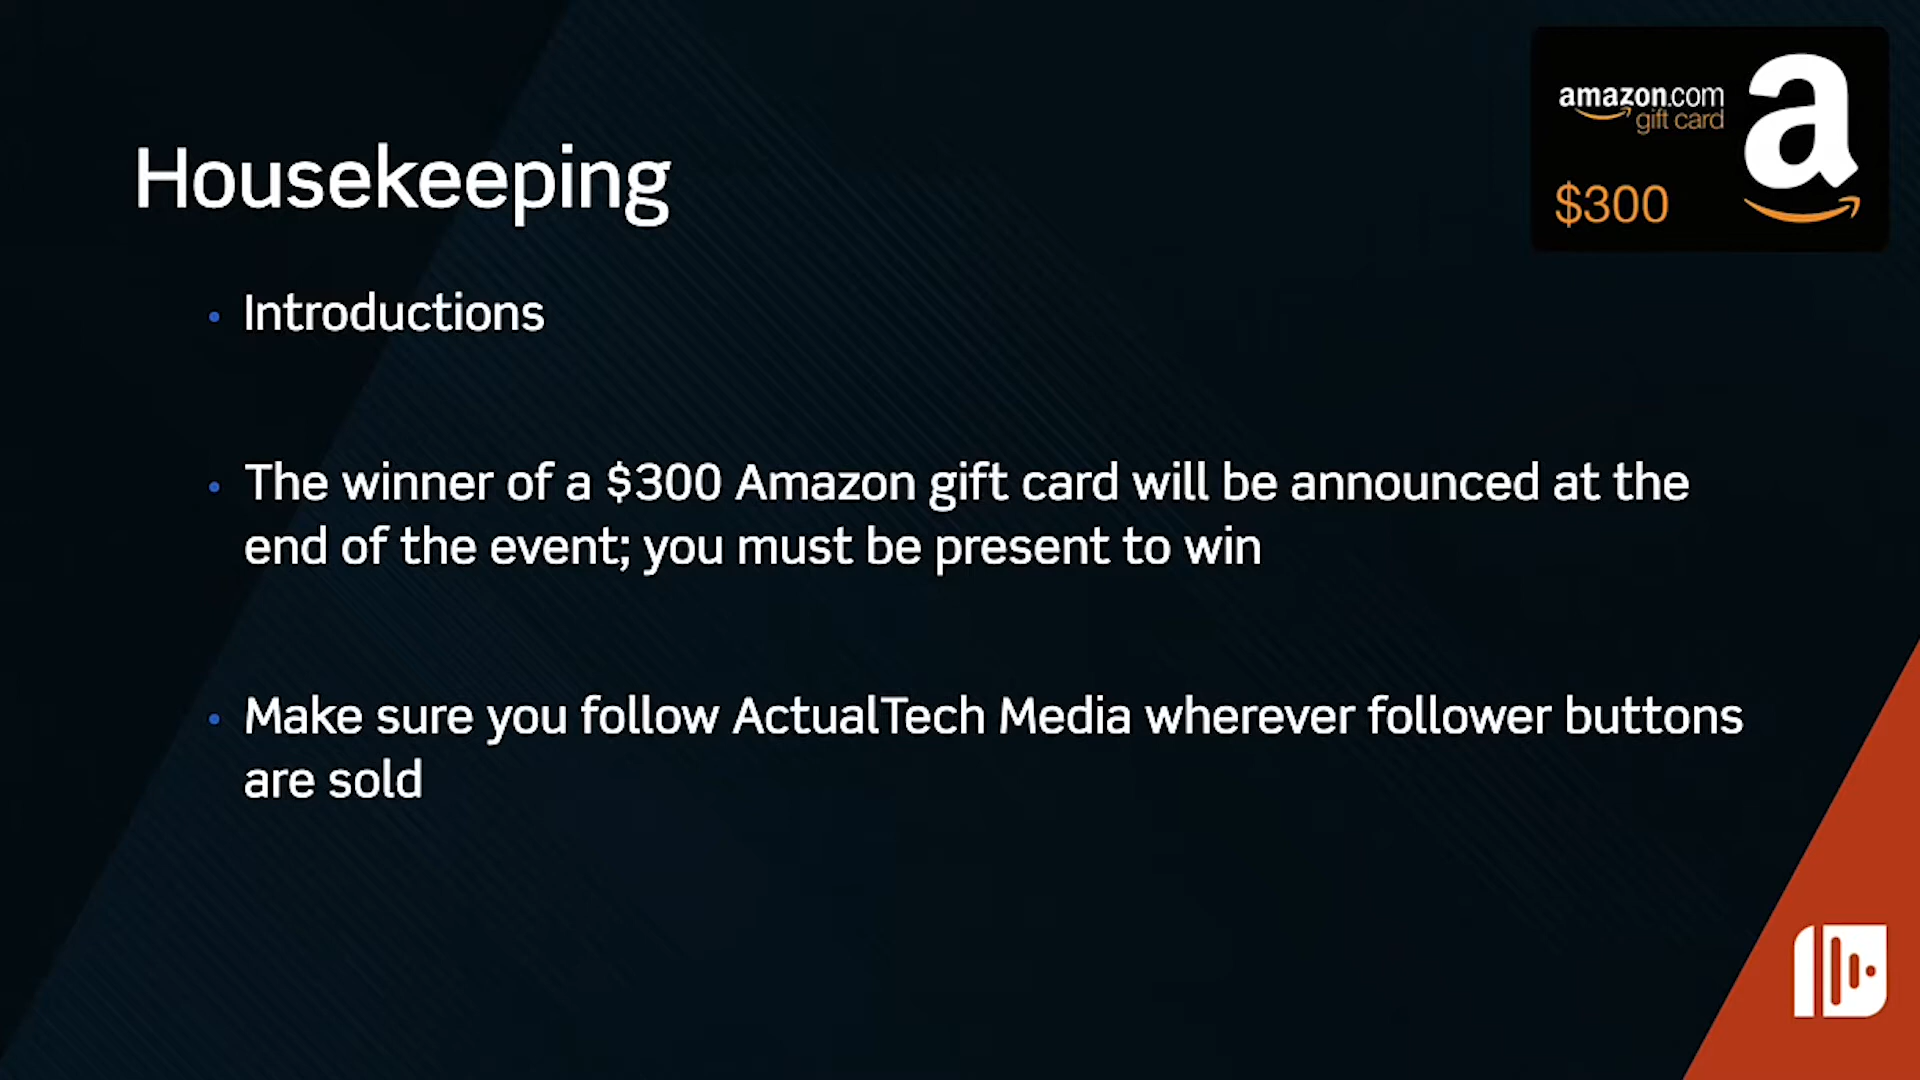 amazon.com
gift card
$300
a
Housekeeping
• Introductions
• The winner of a $300 Amazon gift card will be announced at the
end of the event; you must be present to win
• Make sure you follow ActualTech Media wherever follower buttons
are sold